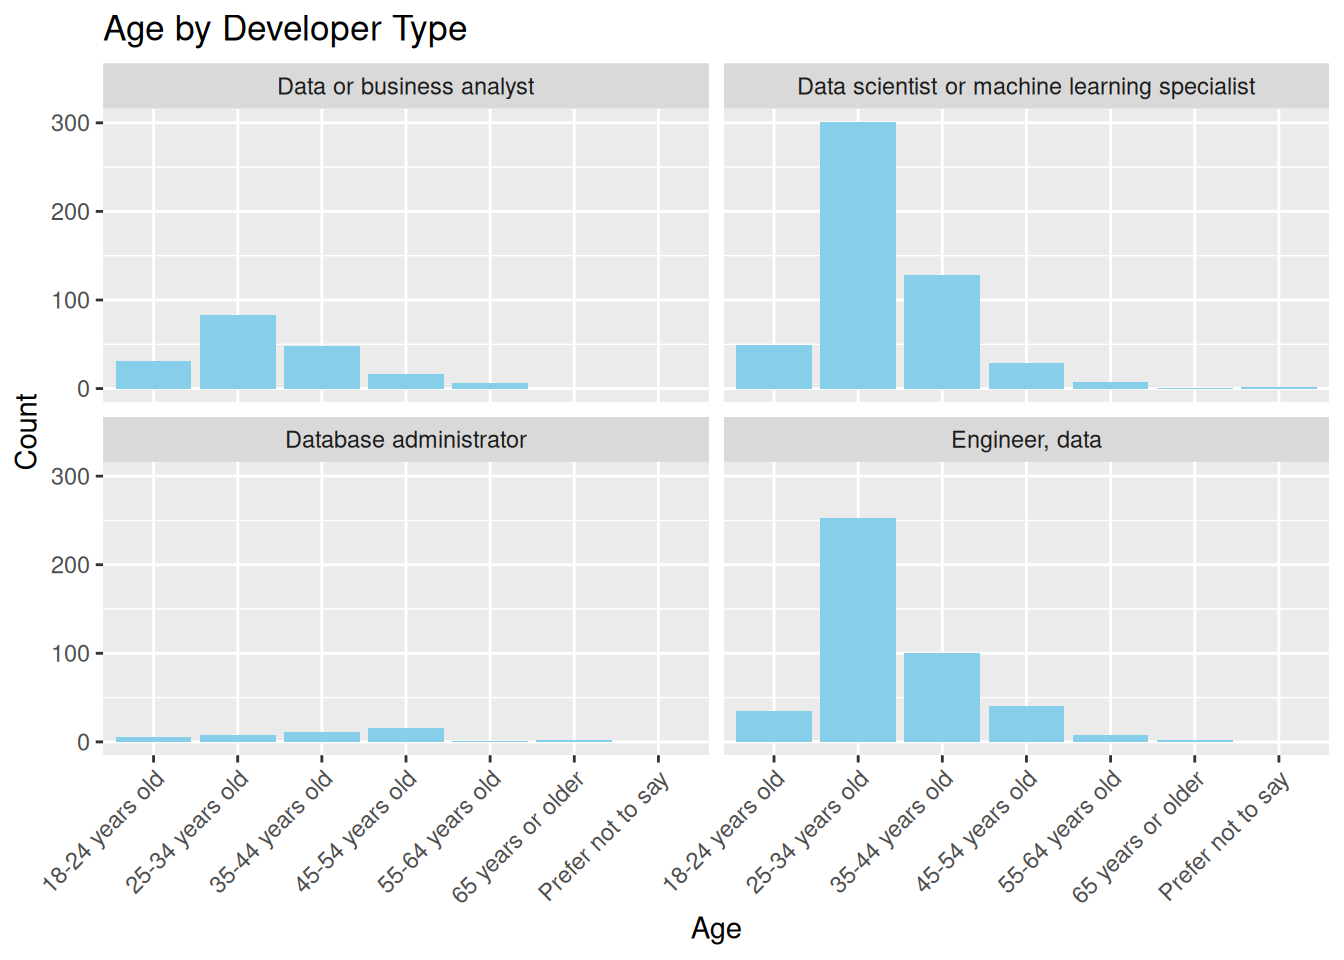 Age by Developer Type
Data or business analyst
Data scientist or machine learning specialist
300
200
100
0
Database administrator
Engineer, data
300
200
100
0
Count
18-24 years old
25-34 years old
35-44 years old
45-54 years old
55-64 years old
65 years or older
Prefer not to say
18-24 years old
25-34 years old
35-44 years old
45-54 years old
55-64 years old
65 years or older
Prefer not to say
Age